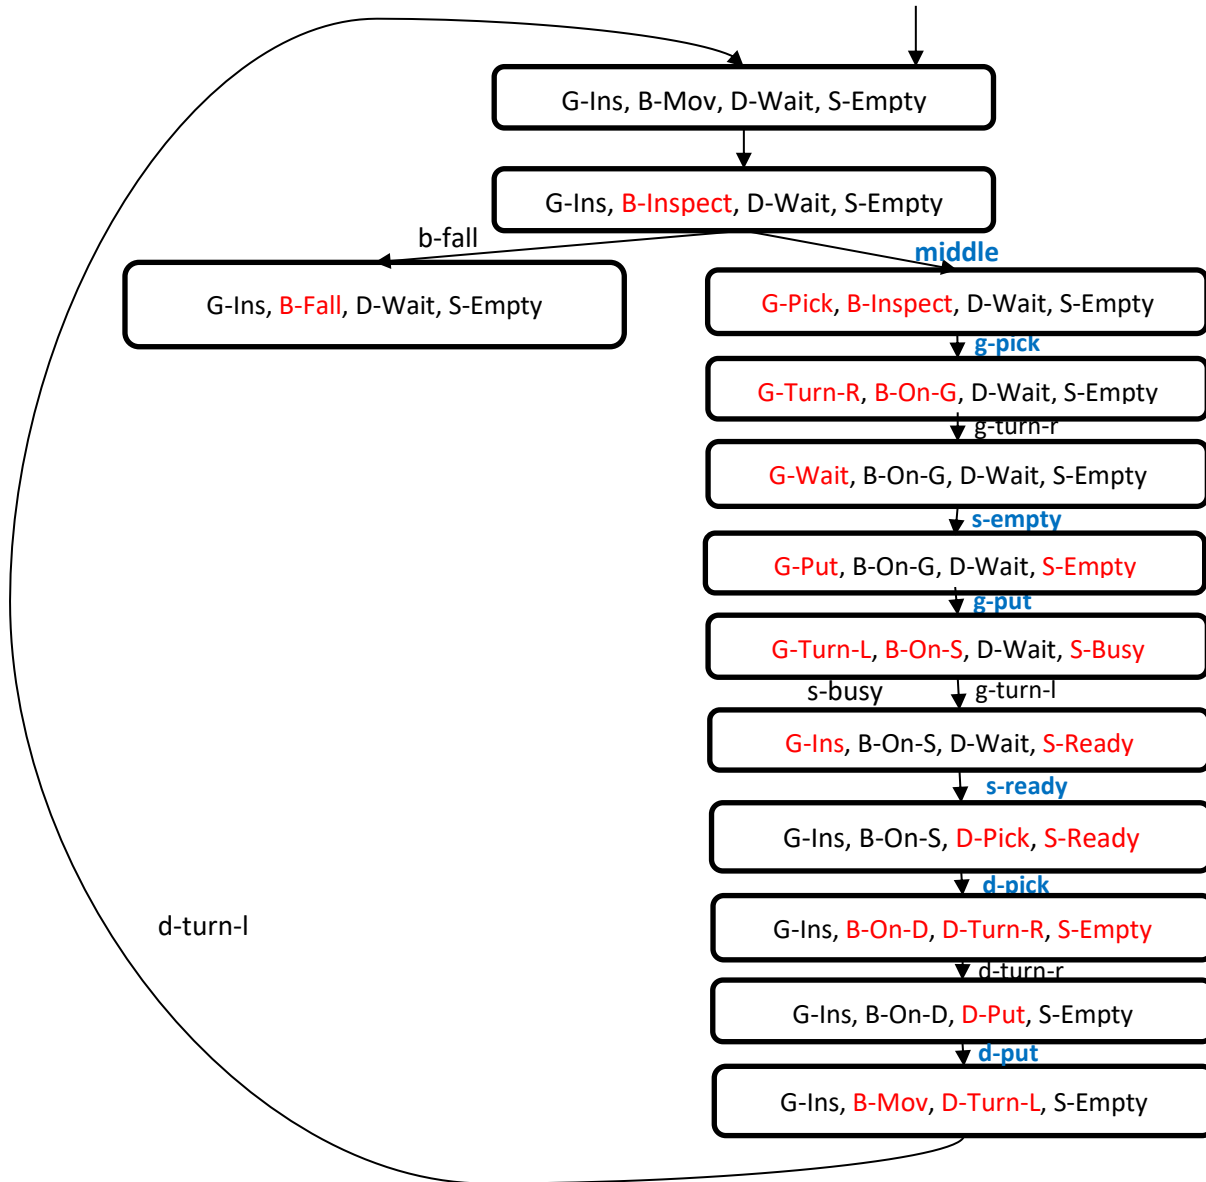 G-Ins, B-Mov, D-Wait, S-Empty
G-Ins, B-Inspect, D-Wait, S-Empty
b-fall
middle
G-Ins, B-Fall, D-Wait, S-Empty
G-Pick, B-Inspect, D-Wait, S-Empty
g-pick
G-Turn-R, B-On-G, D-Wait, S-Empty
g-turn-r
G-Wait, B-On-G, D-Wait, S-Empty
s-empty
G-Put, B-On-G, D-Wait, S-Empty
g-put
G-Turn-L, B-On-S, D-Wait, S-Busy
s-busy g-turn-l
G-Ins, B-On-S, D-Wait, S-Ready
s-ready
G-Ins, B-On-S, D-Pick, S-Ready
d-pick
G-Ins, B-On-D, D-Turn-R, S-Empty
d-turn-l
d-turn-r
G-Ins, B-On-D, D-Put, S-Empty
d-put
G-Ins, B-Mov, D-Turn-L, S-Empty